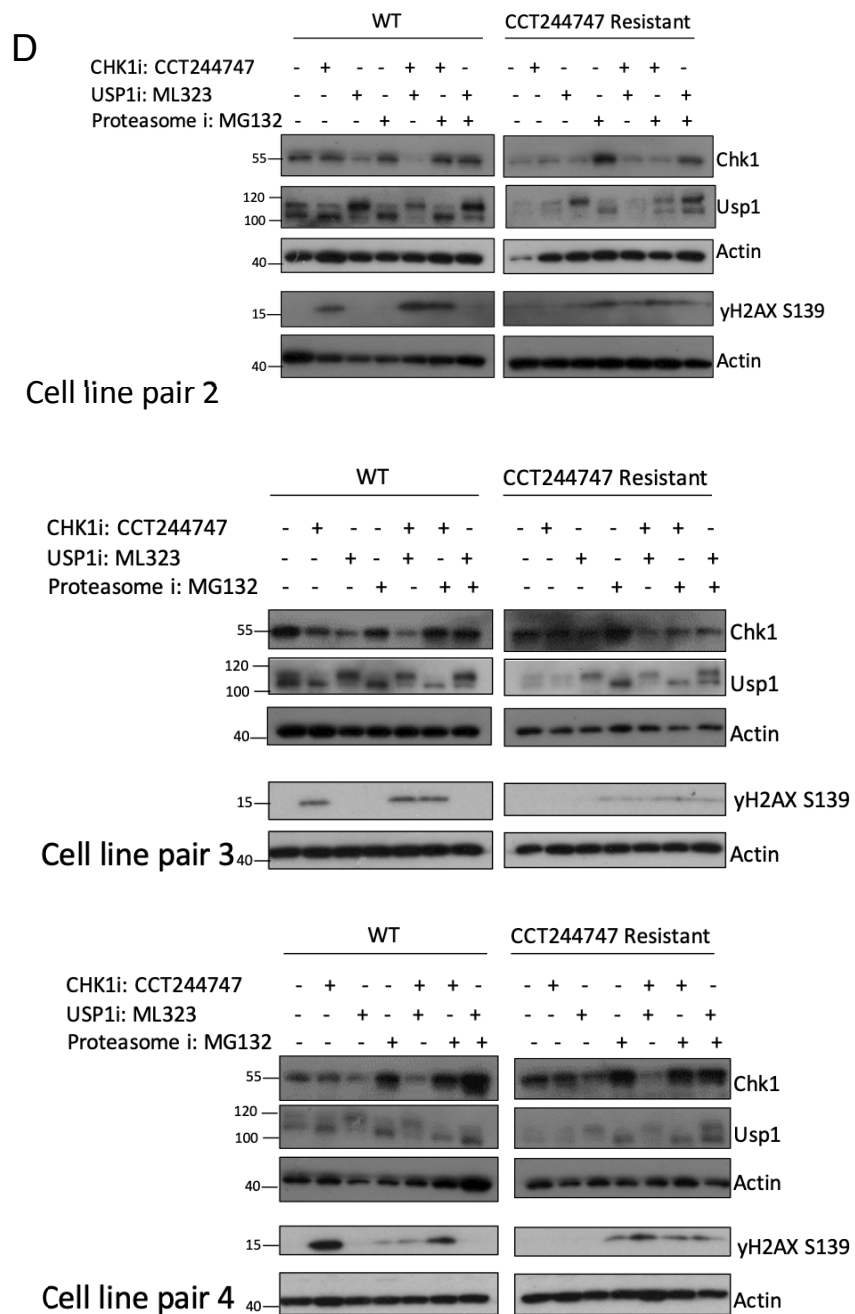 D
WT CCT244747 Resistant
CHK1i: CCT244747 - + - - + + - - + - - + + -
USP1i: ML323 - - + - + - + - - + - + - +
Proteasome i: MG132 - - - + - + + - - - + - + +
55 Chk1
120
100 Usp1
40 Actin
15 yH2AX S139
40 Actin
Cell line pair 2
WT CCT244747 Resistant
CHK1i: CCT244747 - + - - + + - - + - - + + -
USP1i: ML323 - - + - + - + - - + - + - +
Proteasome i: MG132 - - - + - + + - - - + - + +
55 Chk1
120
100 Usp1
40 Actin
15 yH2AX S139
Cell line pair 3 40 Actin
WT CCT244747 Resistant
CHK1i: CCT244747 - + - - + + - - + - - + + -
USP1i: ML323 - - + - + - + - - + - + - +
Proteasome i: MG132 - - - + - + + - - - + - + +
55 Chk1
120
100 Usp1
40 Actin
15 yH2AX S139
Cell line pair 4 40 Actin